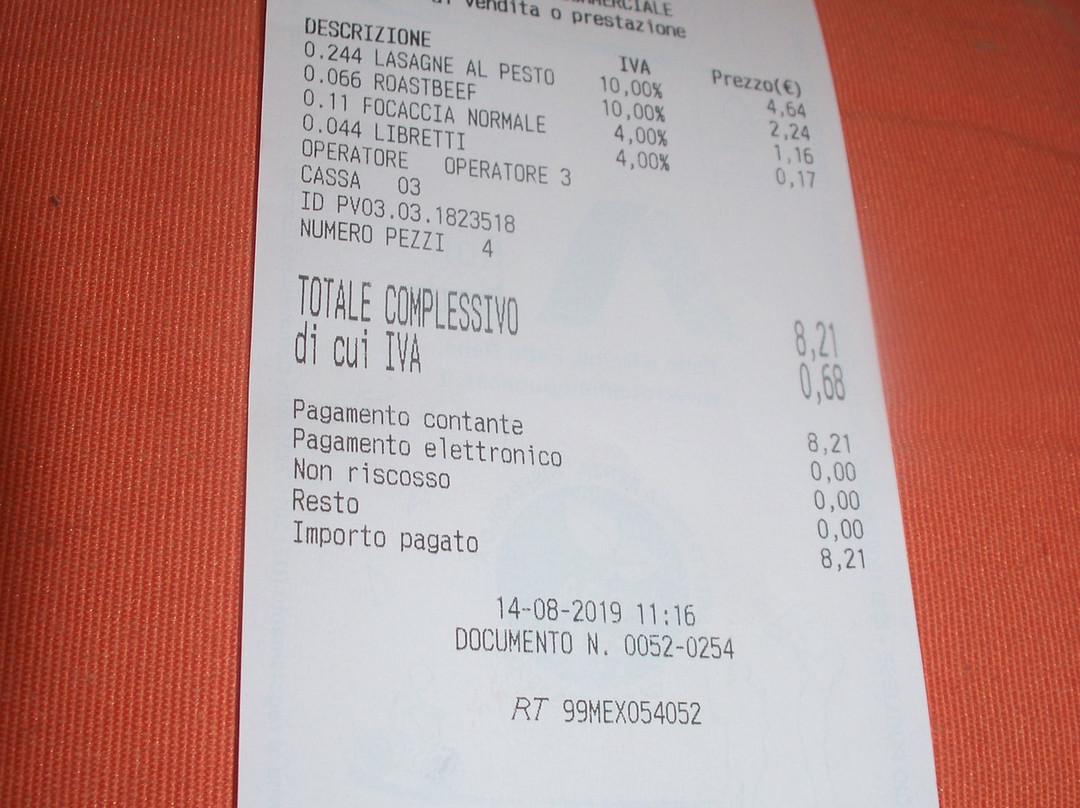 di vendita o prestazione
DESCRIZIONE IVA Prezzo(€)
0.244 LASAGNE AL PESTO 10,00% 4,64
0.066 ROASTBEEF 10,00% 2,24
0.11 FOCACCIA NORMALE 4,00% 1,16
0.044 LIBRETTI 4,00% 0,17
OPERATORE OPERATORE 3
CASSA 03
ID PV03.03.1823518
NUMERO PEZZI 4
TOTALE COMPLESSIVO 8,21
di cui IVA 0,68
Pagamento contante 8,21
Pagamento elettronico 0,00
Non riscosso 0,00
Resto 0,00
Importo pagato 8,21
14-08-2019 11:16
DOCUMENTO N. 0052-0254
RT 99MEX054052